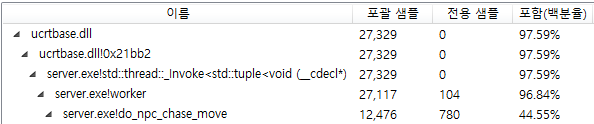 이름 포괄 샘플 전용 샘플 포함(백분율)
ucrtbase.dll 27,329 0 97.59%
ucrtbase.dll!0x21bb2 27,329 0 97.59%
server.exe!std::thread::_Invoke<std::tuple<void (__cdecl*) 27,329 0 97.59%
server.exe!worker 27,117 104 96.84%
server.exe!do_npc_chase_move 12,476 780 44.55%